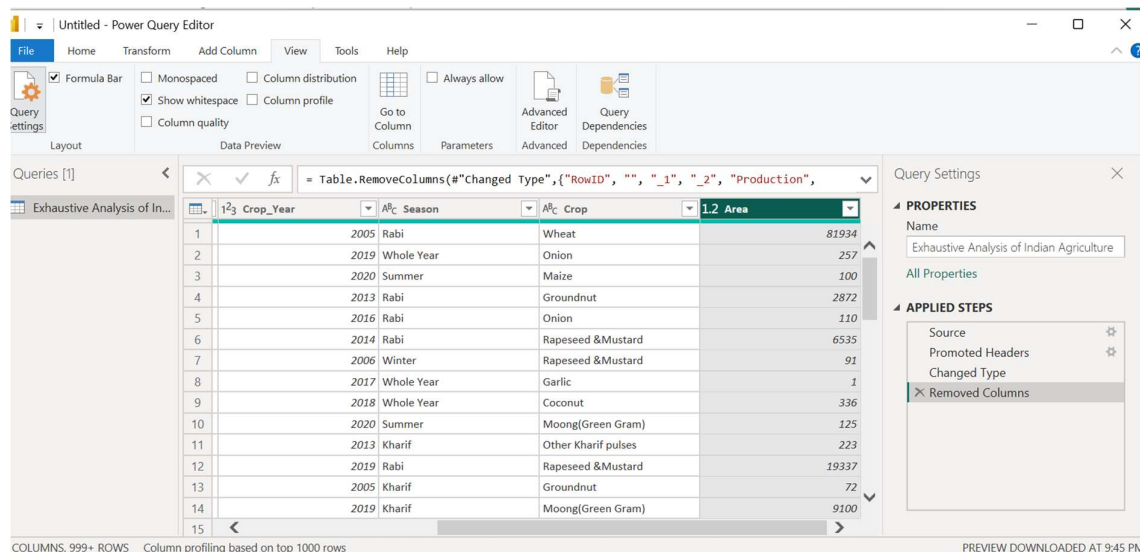 Untitled - Power Query Editor
File Home Transform Add Column View Tools Help
Formula Bar Monospaced Column distribution Always allow
Show whitespace Column profile
Column quality
Query Settings Go to Column Advanced Editor Query Dependencies
Layout Data Preview Columns Parameters Advanced Dependencies
Queries [1]
Exhaustive Analysis of In...
fx = Table.RemoveColumns(#"Changed Type",{"RowID", "", "_1", "_2", "Production",
1²3 Crop_Year ABC Season ABC Crop 1.2 Area
1 2005 Rabi Wheat 81934
2 2019 Whole Year Onion 257
3 2020 Summer Maize 100
4 2013 Rabi Groundnut 2872
5 2016 Rabi Onion 110
6 2014 Rabi Rapeseed &Mustard 6535
7 2006 Winter Rapeseed &Mustard 91
8 2017 Whole Year Garlic 1
9 2018 Whole Year Coconut 336
10 2020 Summer Moong(Green Gram) 125
11 2013 Kharif Other Kharif pulses 223
12 2019 Rabi Rapeseed &Mustard 19337
13 2005 Kharif Groundnut 72
14 2019 Kharif Moong(Green Gram) 9100
15
Query Settings
PROPERTIES
Name
Exhaustive Analysis of Indian Agriculture
All Properties
APPLIED STEPS
Source
Promoted Headers
Changed Type
Removed Columns
COLUMNS, 999+ ROWS Column profiling based on top 1000 rows PREVIEW DOWNLOADED AT 9:45 PM